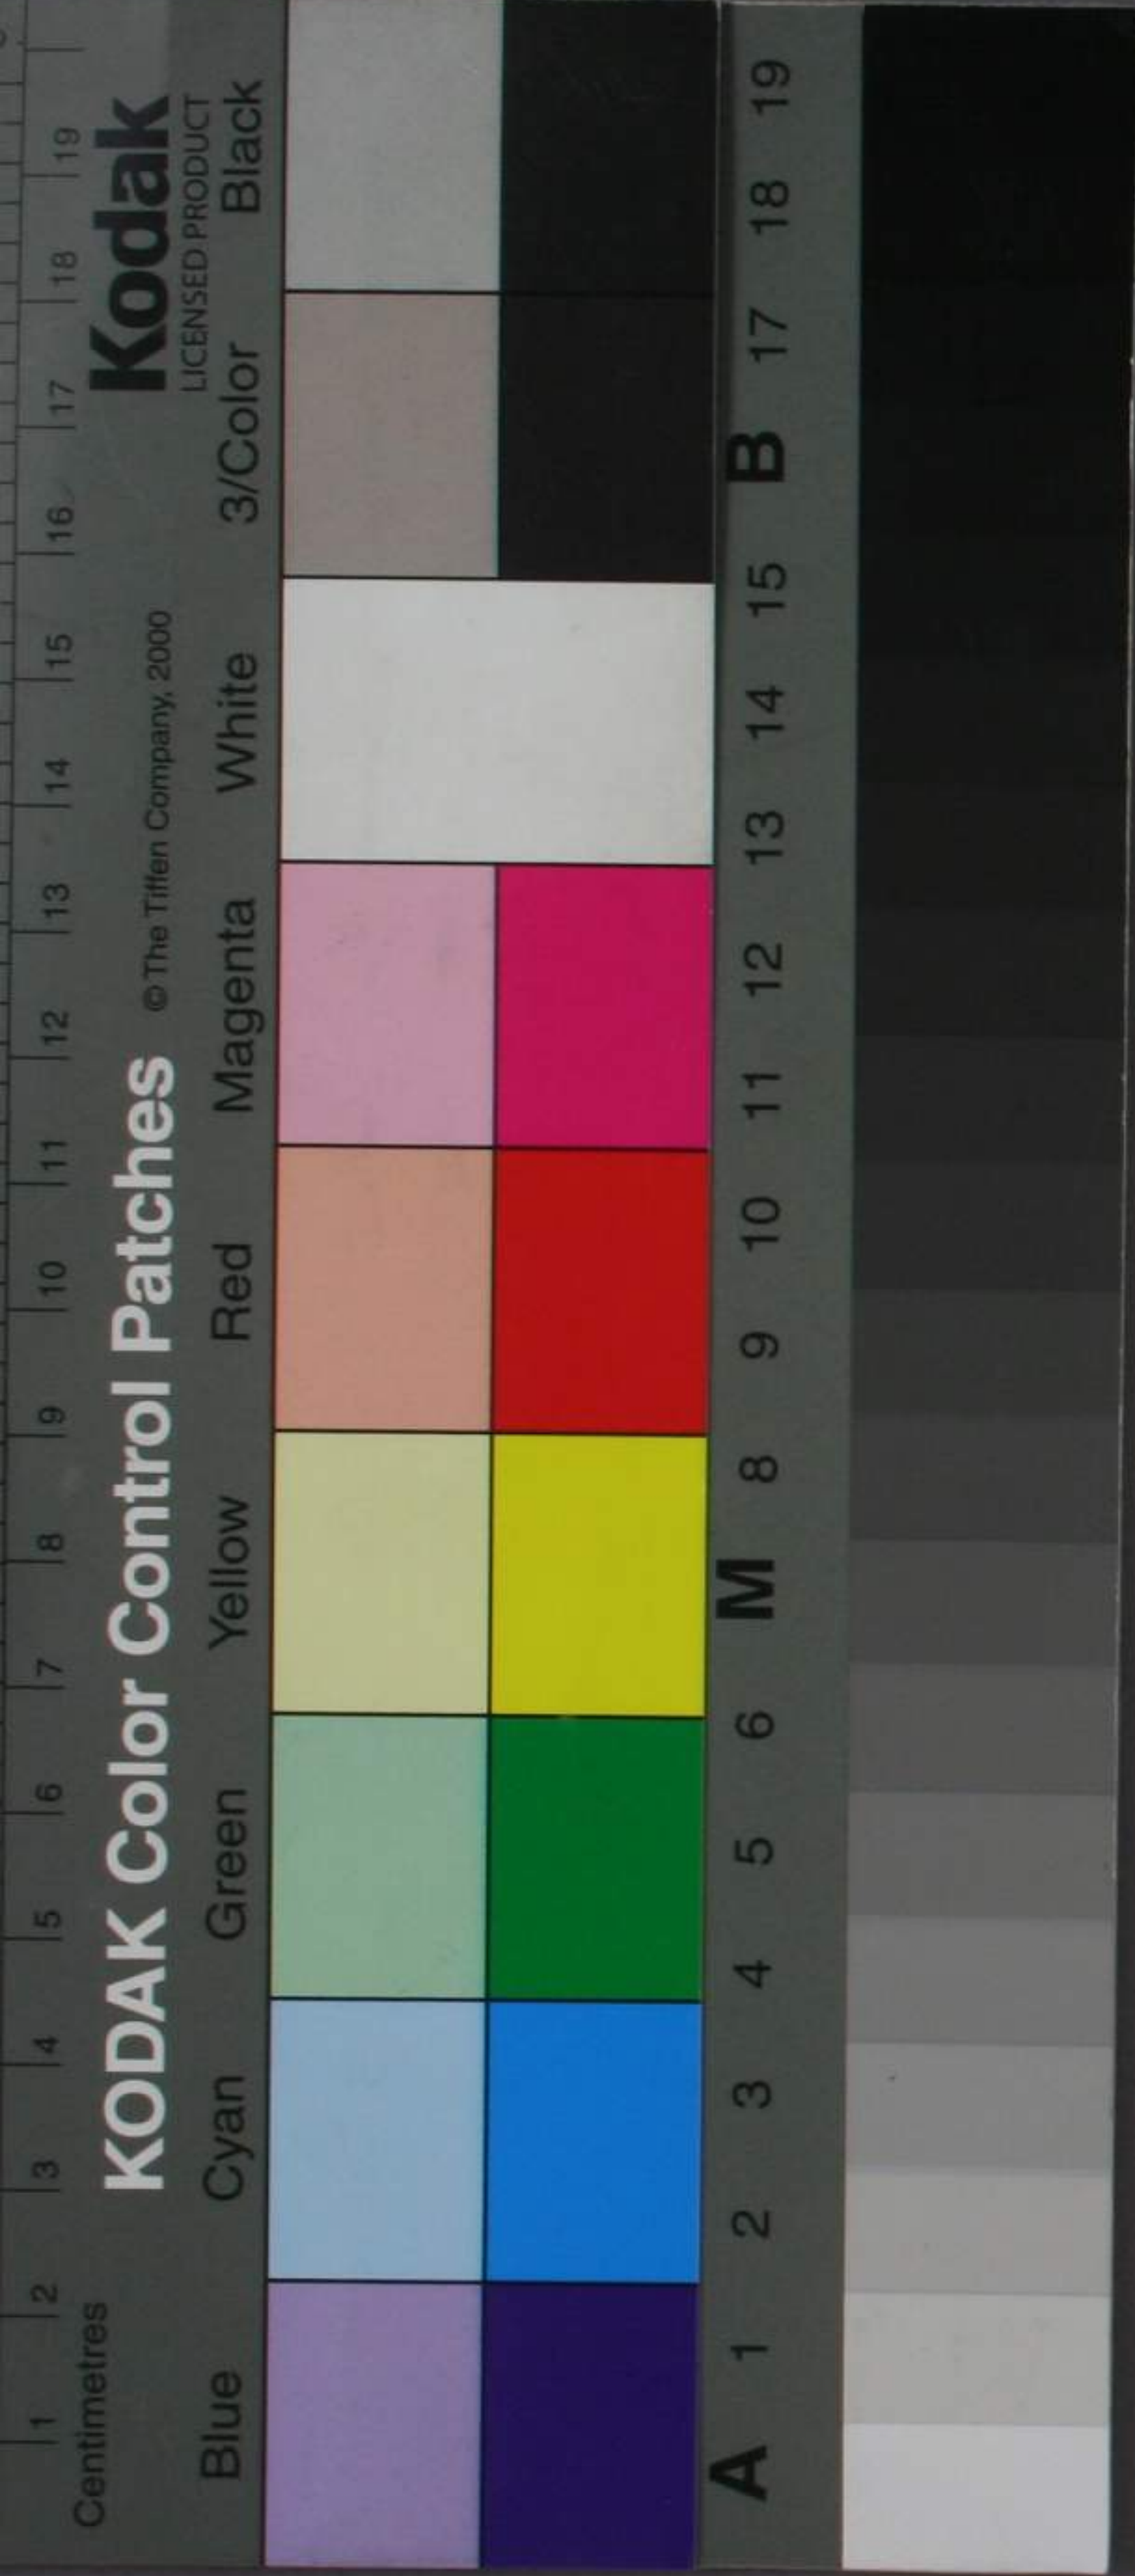 Centimetres
1 2 3 4 5 6 7 8 9 10 11 12 13 14 15 16 17 18 19
KODAK Color Control Patches © The Tiffen Company, 2000
Kodak
LICENSED PRODUCT
Blue Cyan Green Yellow Red Magenta White 3/Color Black
A 1 2 3 4 5 6 M 8 9 10 11 12 13 14 15 B 17 18 19